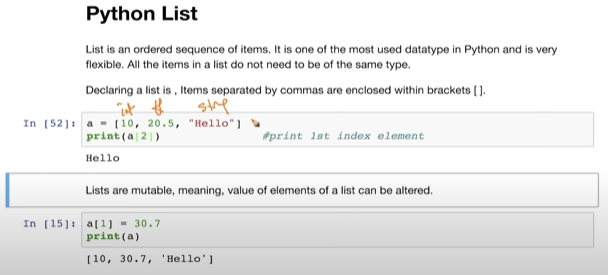 Python List
List is an ordered sequence of items. It is one of the most used datatype in Python and is very
flexible. All the items in a list do not need to be of the same type.
Declaring a list is , Items separated by commas are enclosed within brackets [ ].
int fl str
In [52]: a = [10, 20.5, "Hello"]
print(a[2]) #print 1st index element
Hello
Lists are mutable, meaning, value of elements of a list can be altered.
In [15]: a[1] = 30.7
print(a)
[10, 30.7, 'Hello']